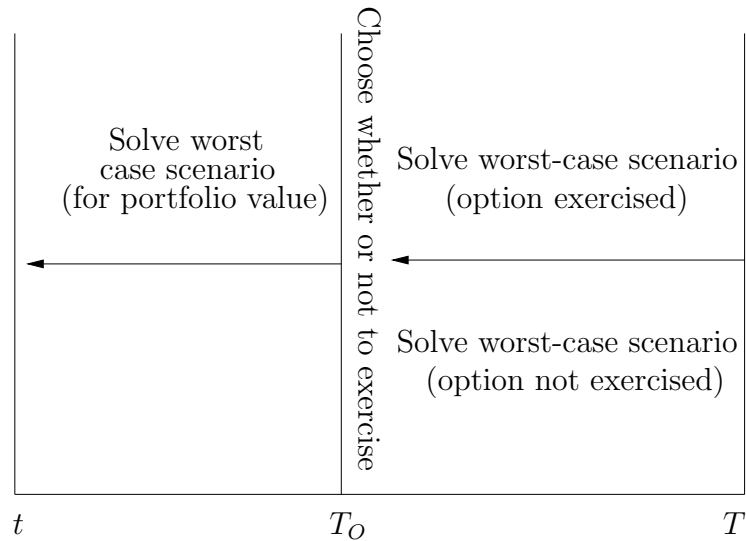 Solve worst
case scenario
(for portfolio value)
Choose whether or not to exercise
Solve worst-case scenario
(option exercised)
Solve worst-case scenario
(option not exercised)
t
T_O
T